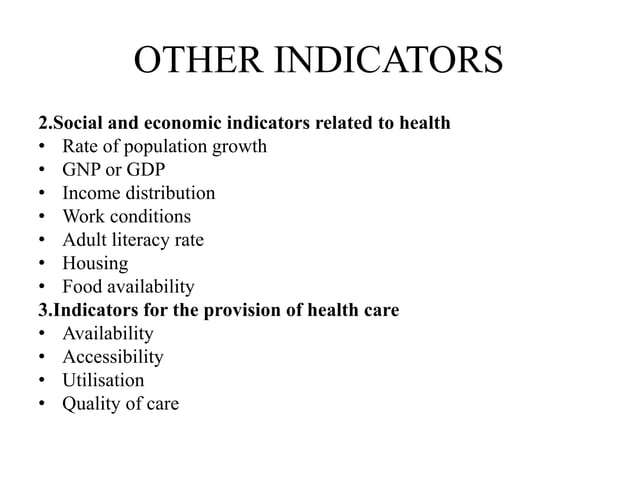 OTHER INDICATORS
2.Social and economic indicators related to health
• Rate of population growth
• GNP or GDP
• Income distribution
• Work conditions
• Adult literacy rate
• Housing
• Food availability
3.Indicators for the provision of health care
• Availability
• Accessibility
• Utilisation
• Quality of care